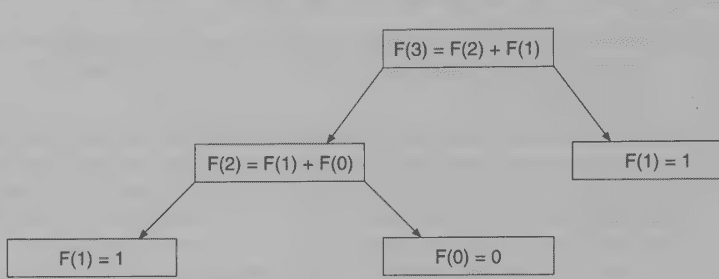 F(3) = F(2) + F(1)
F(2) = F(1) + F(0)
F(1) = 1
F(1) = 1
F(0) = 0